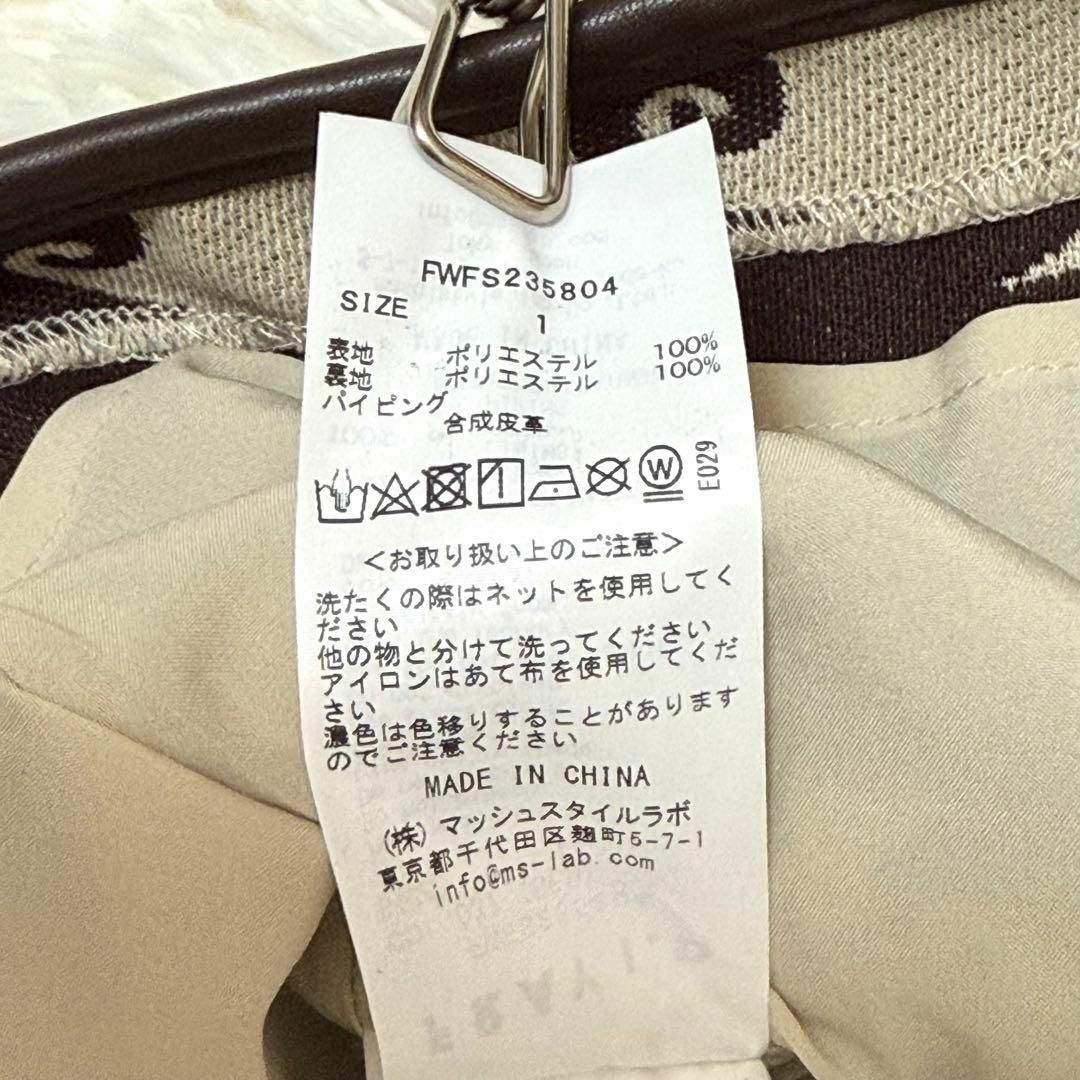 FWFS235804
SIZE 1
表地 ポリエステル 100%
裏地 ポリエステル 100%
パイピング
合成皮革
W
E029
<お取り扱い上のご注意>
洗たくの際はネットを使用してく
ださい
他の物と分けて洗ってください
アイロンはあて布を使用してくだ
さい
濃色は色移りすることがあります
のでご注意ください
MADE IN CHINA
(株)マッシュスタイルラボ
東京都千代田区麹町5-7-1
info@ms-lab.com
FRAY I.D